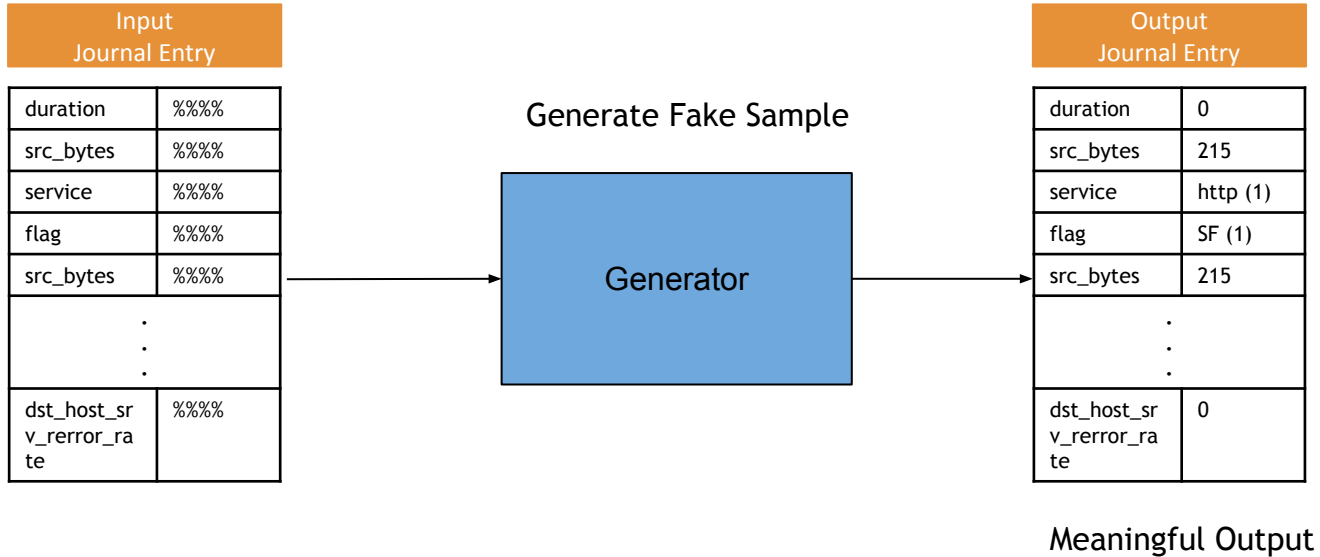 Input
Journal Entry
duration %%%%
src_bytes %%%%
service %%%%
flag %%%%
src_bytes %%%%
.
.
.
dst_host_sr %%%%
v_rerror_ra
te
Generate Fake Sample
Generator
Output
Journal Entry
duration 0
src_bytes 215
service http (1)
flag SF (1)
src_bytes 215
.
.
.
dst_host_sr 0
v_rerror_ra
te
Meaningful Output